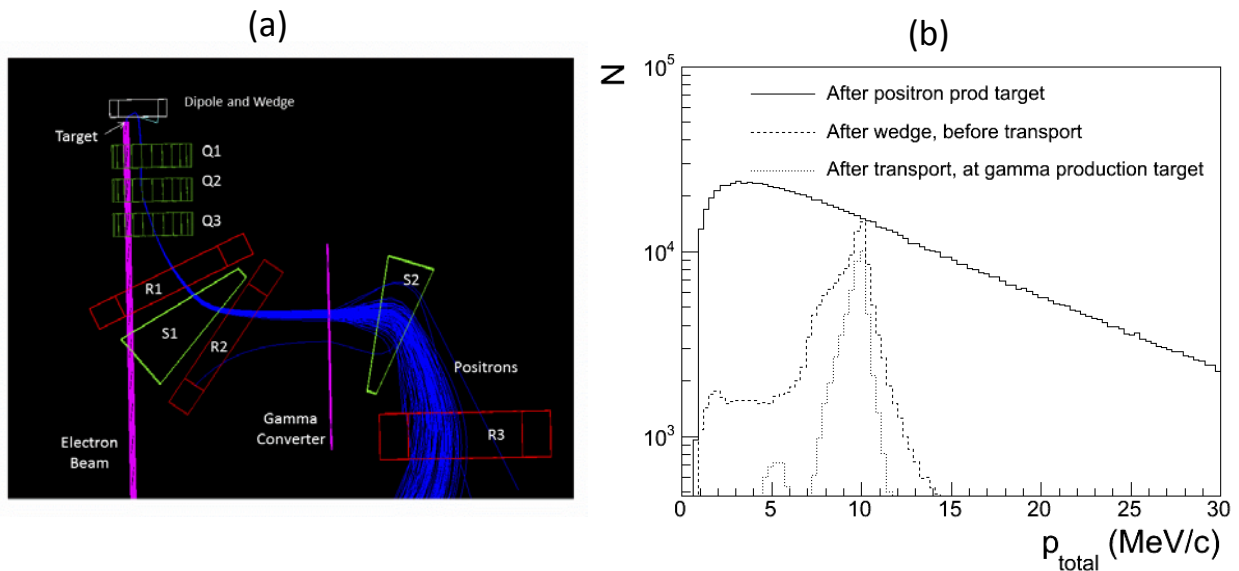 (a)
Dipole and Wedge
Target
Q1
Q2
Q3
R1
S1
R2
S2
Positrons
Gamma
Converter
Electron
Beam
R3
(b)
N
10^5
10^4
10^3
After positron prod target
After wedge, before transport
After transport, at gamma production target
0 5 10 15 20 25 30
p_total (MeV/c)